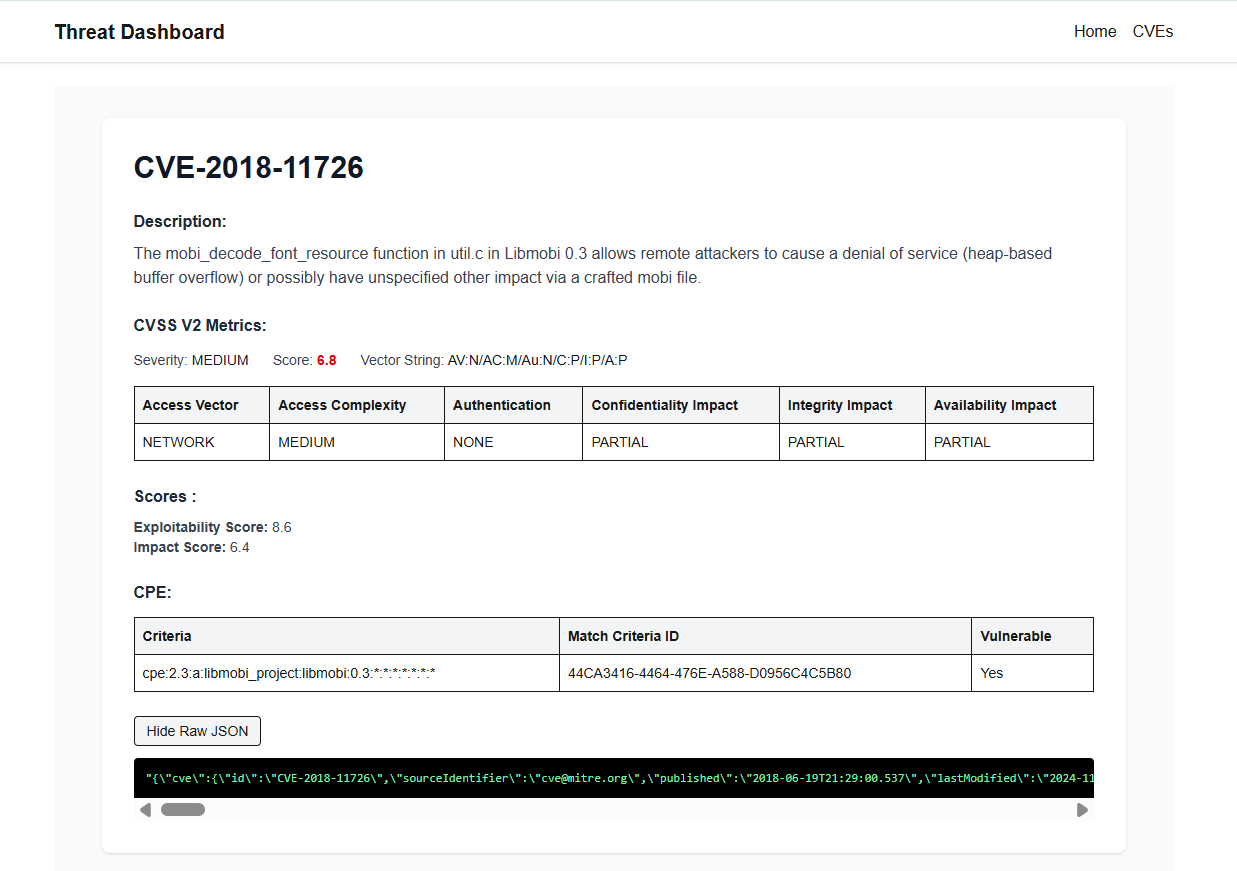 Threat Dashboard
Home CVEs
CVE-2018-11726
Description:
The mobi_decode_font_resource function in util.c in Libmobi 0.3 allows remote attackers to cause a denial of service (heap-based
buffer overflow) or possibly have unspecified other impact via a crafted mobi file.
CVSS V2 Metrics:
Severity: MEDIUM Score: 6.8 Vector String: AV:N/AC:M/Au:N/C:P/I:P/A:P
Access Vector Access Complexity Authentication Confidentiality Impact Integrity Impact Availability Impact
NETWORK MEDIUM NONE PARTIAL PARTIAL PARTIAL
Scores :
Exploitability Score: 8.6
Impact Score: 6.4
CPE:
Criteria Match Criteria ID Vulnerable
cpe:2.3:a:libmobi_project:libmobi:0.3:*:*:*:*:*:*:* 44CA3416-4464-476E-A588-D0956C4C5B80 Yes
Hide Raw JSON
"{\"cve\":{\"id\":\"CVE-2018-11726\",\"sourceIdentifier\":\"cve@mitre.org\",\"published\":\"2018-06-19T21:29:00.537\",\"lastModified\":\"2024-11